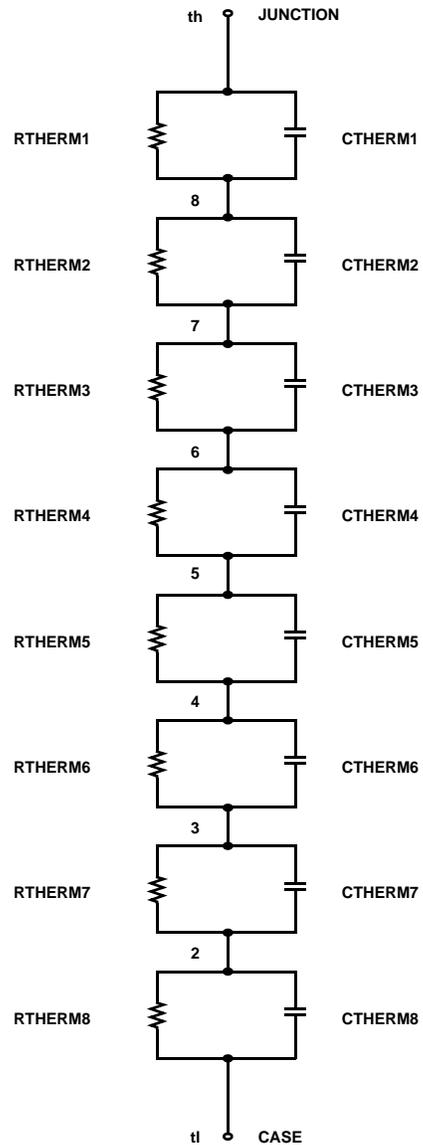 th JUNCTION
RTHERM1 CTHERM1
8
RTHERM2 CTHERM2
7
RTHERM3 CTHERM3
6
RTHERM4 CTHERM4
5
RTHERM5 CTHERM5
4
RTHERM6 CTHERM6
3
RTHERM7 CTHERM7
2
RTHERM8 CTHERM8
tl CASE